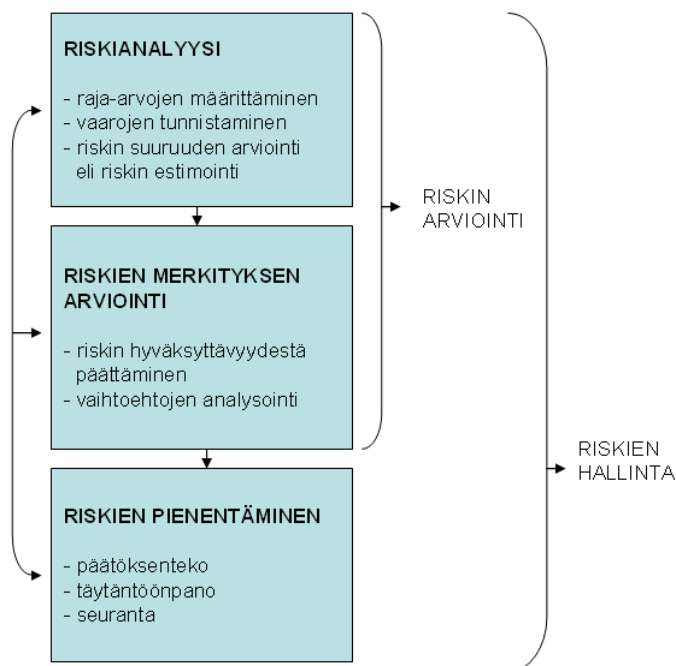 RISKIANALYYSI
- raja-arvojen määrittäminen
- vaarojen tunnistaminen
- riskin suuruuden arviointi
eli riskin estimointi
RISKIEN MERKITYKSEN
ARVIOINTI
- riskin hyväksyttävyydestä
päättäminen
- vaihtoehtojen analysointi
RISKIEN PIENENTÄMINEN
- päätöksenteko
- täytäntöönpano
- seuranta
RISKIN
ARVIOINTI
RISKIEN
HALLINTA